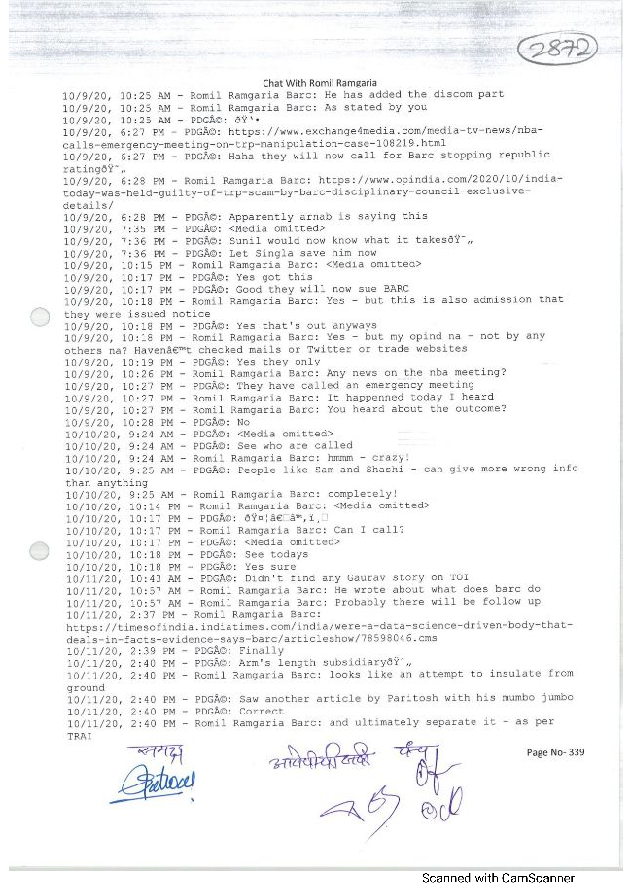 2872
Chat With Romil Ramgaria
10/9/20, 10:25 AM - Romil Ramgaria Barc: He has added the discom part
10/9/20, 10:25 AM - Romil Ramgaria Barc: As stated by you
10/9/20, 10:25 AM - PDGÃ©: ðŸ‘•
10/9/20, 6:27 PM - PDGÃ©: https://www.exchange4media.com/media-tv-news/nba-
calls-emergency-meeting-on-trp-manipulation-case-108219.html
10/9/20, 6:27 PM - PDGÃ©: Haha they will now call for Barc stopping republic
ratingðŸ˜„
10/9/20, 6:28 PM - Romil Ramgaria Barc: https://www.opindia.com/2020/10/india-
today-was-held-guilty-of-trp-scam-by-barc-disciplinary-council-exclusive-
details/
10/9/20, 6:28 PM - PDGÃ©: Apparently arnab is saying this
10/9/20, 7:35 PM - PDGÃ©: <Media omitted>
10/9/20, 7:36 PM - PDGÃ©: Sunil would now know what it takesðŸ˜„
10/9/20, 7:36 PM - PDGÃ©: Let Singla save him now
10/9/20, 10:15 PM - Romil Ramgaria Barc: <Media omitted>
10/9/20, 10:17 PM - PDGÃ©: Yes got this
10/9/20, 10:17 PM - PDGÃ©: Good they will now sue BARC
10/9/20, 10:18 PM - Romil Ramgaria Barc: Yes - but this is also admission that
they were issued notice
10/9/20, 10:18 PM - PDGÃ©: Yes that's out anyways
10/9/20, 10:18 PM - Romil Ramgaria Barc: Yes - but my opind na - not by any
others na? Havenâ€™t checked mails or Twitter or trade websites
10/9/20, 10:19 PM - PDGÃ©: Yes they only
10/9/20, 10:26 PM - Romil Ramgaria Barc: Any news on the nba meeting?
10/9/20, 10:27 PM - PDGÃ©: They have called an emergency meeting
10/9/20, 10:27 PM - Romil Ramgaria Barc: It happenned today I heard
10/9/20, 10:27 PM - Romil Ramgaria Barc: You heard about the outcome?
10/9/20, 10:28 PM - PDGÃ©: No
10/10/20, 9:24 AM - PDGÃ©: <Media omitted>
10/10/20, 9:24 AM - PDGÃ©: See who are called
10/10/20, 9:24 AM - Romil Ramgaria Barc: hmmm - crazy!
10/10/20, 9:25 AM - PDGÃ©: People like Sam and Shashi - can give more wrong info
than anything
10/10/20, 9:25 AM - Romil Ramgaria Barc: completely!
10/10/20, 10:14 PM - Romil Ramgaria Barc: <Media omitted>
10/10/20, 10:17 PM - PDGÃ©:
10/10/20, 10:17 PM - Romil Ramgaria Barc: Can I call?
10/10/20, 10:17 PM - PDGÃ©: <Media omitted>
10/10/20, 10:18 PM - PDGÃ©: See todays
10/10/20, 10:18 PM - PDGÃ©: Yes sure
10/11/20, 10:43 AM - PDGÃ©: Didn't find any Gaurav story on TOI
10/11/20, 10:57 AM - Romil Ramgaria Barc: He wrote about what does barc do
10/11/20, 10:57 AM - Romil Ramgaria Barc: Probably there will be follow up
10/11/20, 2:37 PM - Romil Ramgaria Barc:
https://timesofindia.indiatimes.com/india/were-a-data-science-driven-body-that-
deals-in-facts-evidence-says-barc/articleshow/78598046.cms
10/11/20, 2:39 PM - PDGÃ©: Finally
10/11/20, 2:40 PM - PDGÃ©: Arm's length subsidiaryðŸ˜„
10/11/20, 2:40 PM - Romil Ramgaria Barc: looks like an attempt to insulate from
ground
10/11/20, 2:40 PM - PDGÃ©: Saw another article by Paritosh with his mumbo jumbo
10/11/20, 2:40 PM - PDGÃ©: Correct
10/11/20, 2:40 PM - Romil Ramgaria Barc: and ultimately separate it - as per
TRAI
Page No- 339
समक्ष
पंच
Scanned with CamScanner